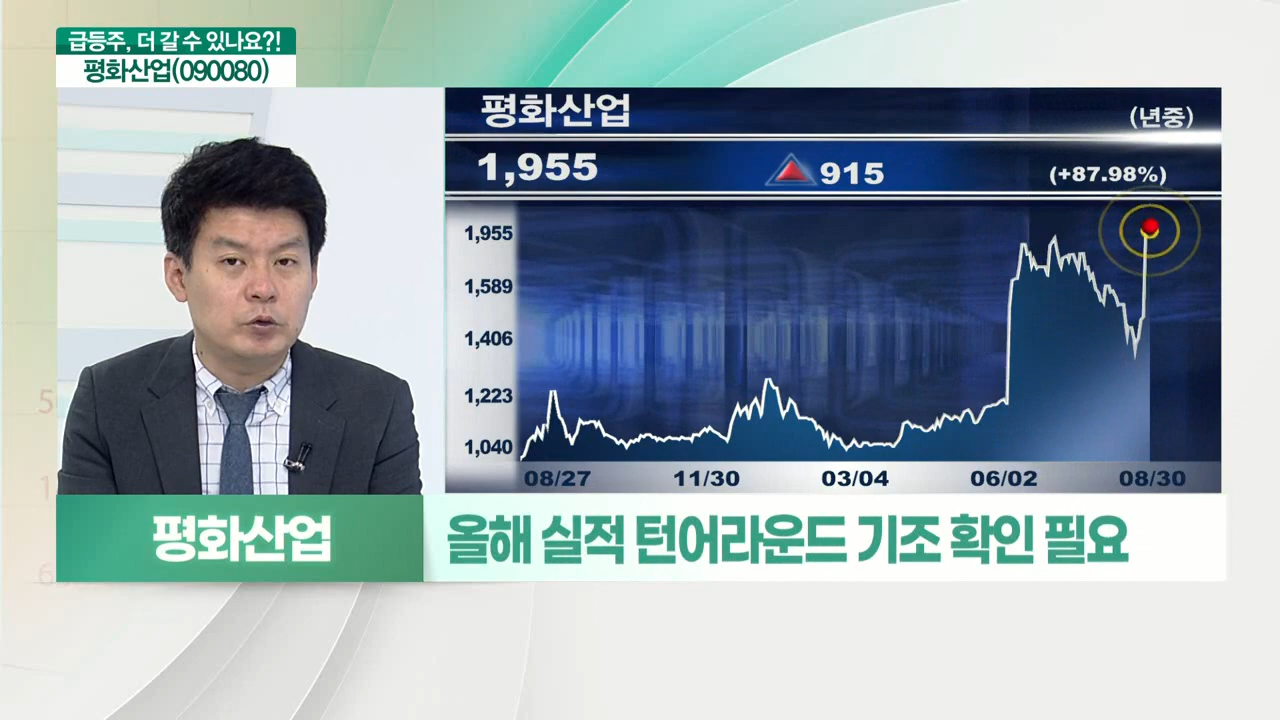 급등주, 더 갈 수 있나요?!
평화산업(090080)
평화산업
(년중)
1,955
915
(+87.98%)
1,955
1,589
1,406
1,223
1,040
08/27
11/30
03/04
06/02
08/30
평화산업
올해 실적 턴어라운드 기조 확인 필요